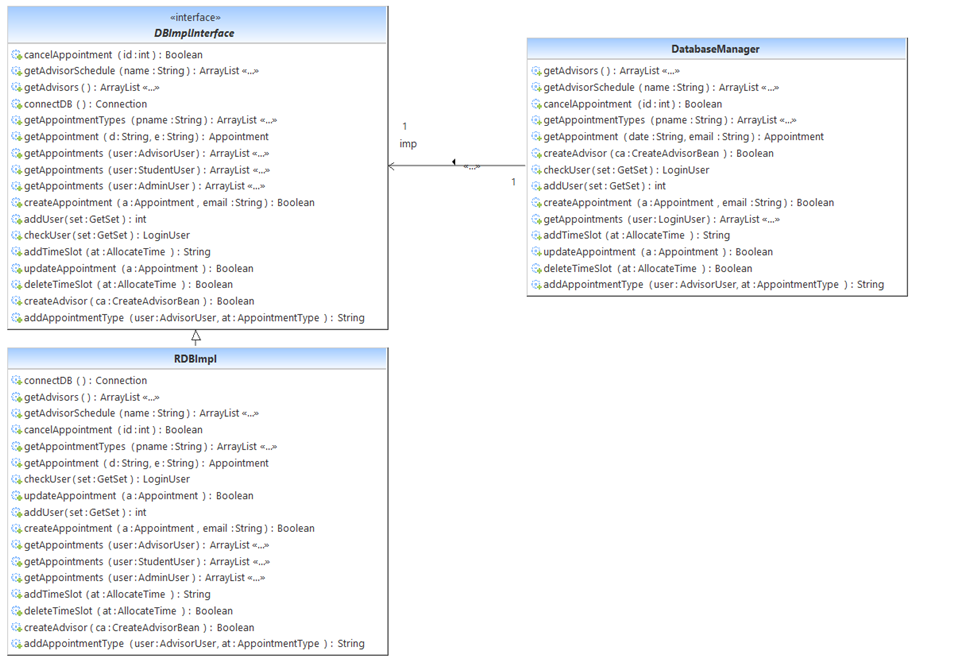 «interface»
DBImplInterface
cancelAppointment (id : int) : Boolean
getAdvisorSchedule (name : String) : ArrayList «...»
getAdvisors () : ArrayList «...»
connectDB () : Connection
getAppointmentTypes (pname : String) : ArrayList «...»
getAppointment (d : String, e : String) : Appointment
getAppointments (user : AdvisorUser) : ArrayList «...»
getAppointments (user : StudentUser) : ArrayList «...»
getAppointments (user : AdminUser) : ArrayList «...»
createAppointment (a : Appointment, email : String) : Boolean
addUser (set : GetSet) : int
checkUser (set : GetSet) : LoginUser
addTimeSlot (at : AllocateTime ) : String
updateAppointment (a : Appointment ) : Boolean
deleteTimeSlot (at : AllocateTime ) : Boolean
createAdvisor (ca : CreateAdvisorBean ) : Boolean
addAppointmentType (user : AdvisorUser, at : AppointmentType ) : String
1
imp
«...»
1
DatabaseManager
getAdvisors () : ArrayList «...»
getAdvisorSchedule (name : String) : ArrayList «...»
cancelAppointment (id : int) : Boolean
getAppointmentTypes (pname : String) : ArrayList «...»
getAppointment (date : String, email : String) : Appointment
createAdvisor (ca : CreateAdvisorBean ) : Boolean
checkUser (set : GetSet) : LoginUser
addUser (set : GetSet) : int
createAppointment (a : Appointment, email : String) : Boolean
getAppointments (user : LoginUser) : ArrayList «...»
addTimeSlot (at : AllocateTime ) : String
updateAppointment (a : Appointment ) : Boolean
deleteTimeSlot (at : AllocateTime ) : Boolean
addAppointmentType (user : AdvisorUser, at : AppointmentType ) : String
RDBImpl
connectDB () : Connection
getAdvisors () : ArrayList «...»
getAdvisorSchedule (name : String) : ArrayList «...»
cancelAppointment (id : int) : Boolean
getAppointmentTypes (pname : String) : ArrayList «...»
getAppointment (d : String, e : String) : Appointment
checkUser (set : GetSet) : LoginUser
updateAppointment (a : Appointment ) : Boolean
addUser (set : GetSet) : int
createAppointment (a : Appointment, email : String) : Boolean
getAppointments (user : AdvisorUser) : ArrayList «...»
getAppointments (user : StudentUser) : ArrayList «...»
getAppointments (user : AdminUser) : ArrayList «...»
addTimeSlot (at : AllocateTime ) : String
deleteTimeSlot (at : AllocateTime ) : Boolean
createAdvisor (ca : CreateAdvisorBean ) : Boolean
addAppointmentType (user : AdvisorUser, at : AppointmentType ) : String